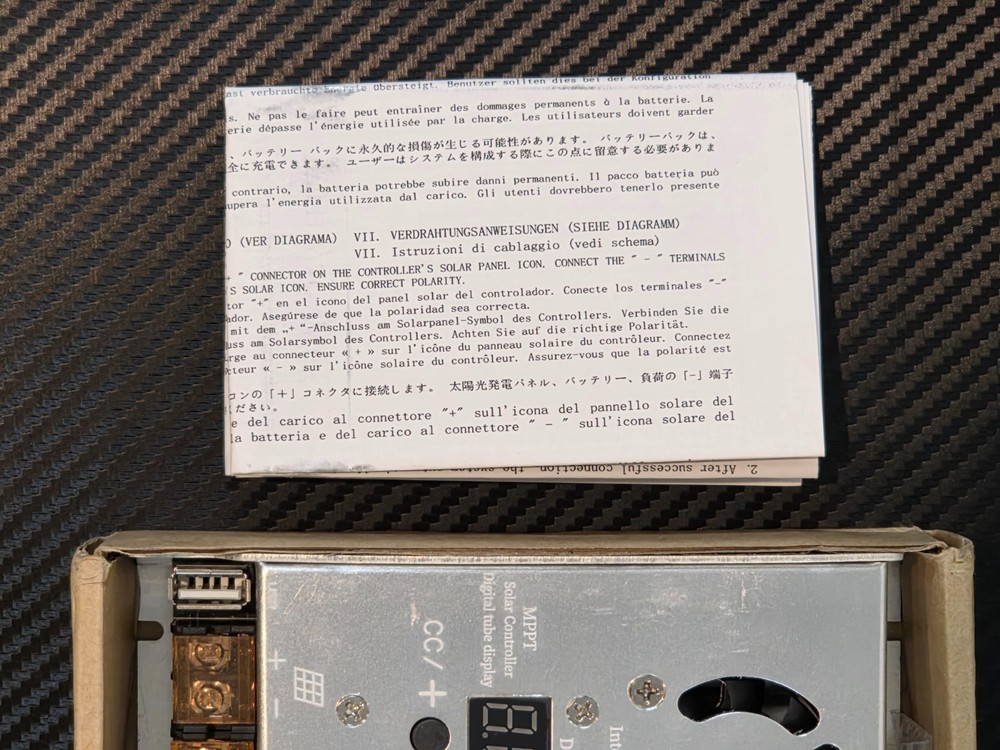 ast verbrauchte Energie übersteigt. Benutzer sollten dies bei der Konfiguration
s. Ne pas le faire peut entraîner des dommages permanents à la batterie. La
erie dépasse l'énergie utilisée par la charge. Les utilisateurs doivent garder
、バッテリー パックに永久的な損傷が生じる可能性があります。 バッテリーパックは、
全に充電できます。 ユーザーはシステムを構成する際にこの点に留意する必要がありま
contrario, la batteria potrebbe subire danni permanenti. Il pacco batteria può
upera l'energia utilizzata dal carico. Gli utenti dovrebbero tenerlo presente
O (VER DIAGRAMA) VII. VERDRAHTUNGSANWEISUNGEN (SIEHE DIAGRAMM)
VII. Istruzioni di cablaggio (vedi schema)
+ " CONNECTOR ON THE CONTROLLER'S SOLAR PANEL ICON. CONNECT THE " - " TERMINALS
'S SOLAR ICON. ENSURE CORRECT POLARITY.
tor "+" en el icono del panel solar del controlador. Conecte los terminales "-"
ador. Asegúrese de que la polaridad sea correcta.
mit dem „+ “-Anschluss am Solarpanel-Symbol des Controllers. Verbinden Sie die
uss am Solarsymbol des Controllers. Achten Sie auf die richtige Polarität.
rge au connecteur « + » sur l'icône du panneau solaire du contrôleur. Connectez
cteur « - » sur l'icône solaire du contrôleur. Assurez-vous que la polarité est
コンの「＋」コネクタに接続します。 太陽光発電パネル、バッテリー、負荷の「-」端子
ださい。
e del carico al connettore "+" sull'icona del pannello solare del
la batteria e del carico al connettore " - " sull'icona solare del
2. After successful connection, the system
MPPT
Solar Controller
Digital tube display
CC/+
+
-